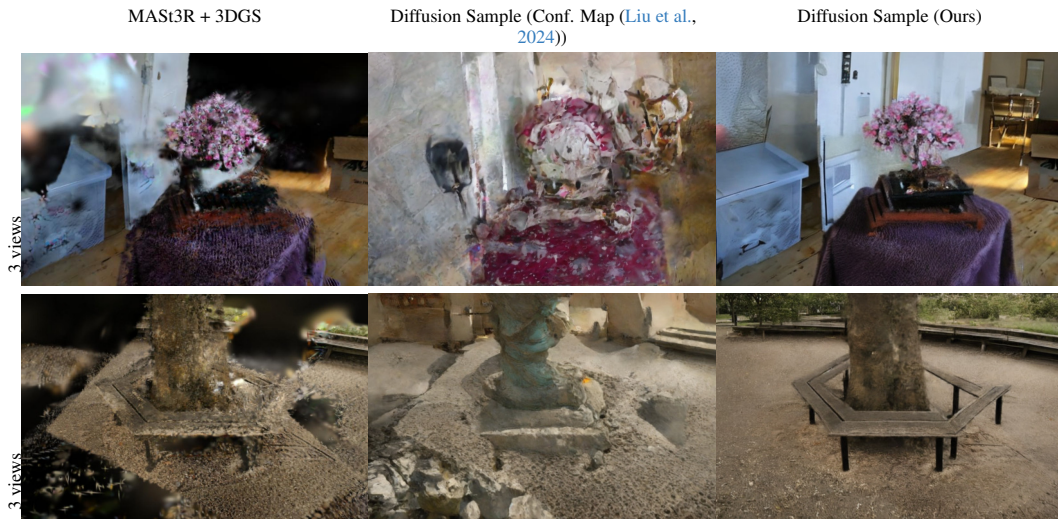 MASt3R + 3DGS
Diffusion Sample (Conf. Map (Liu et al.,
2024))
Diffusion Sample (Ours)
3 views
3 views